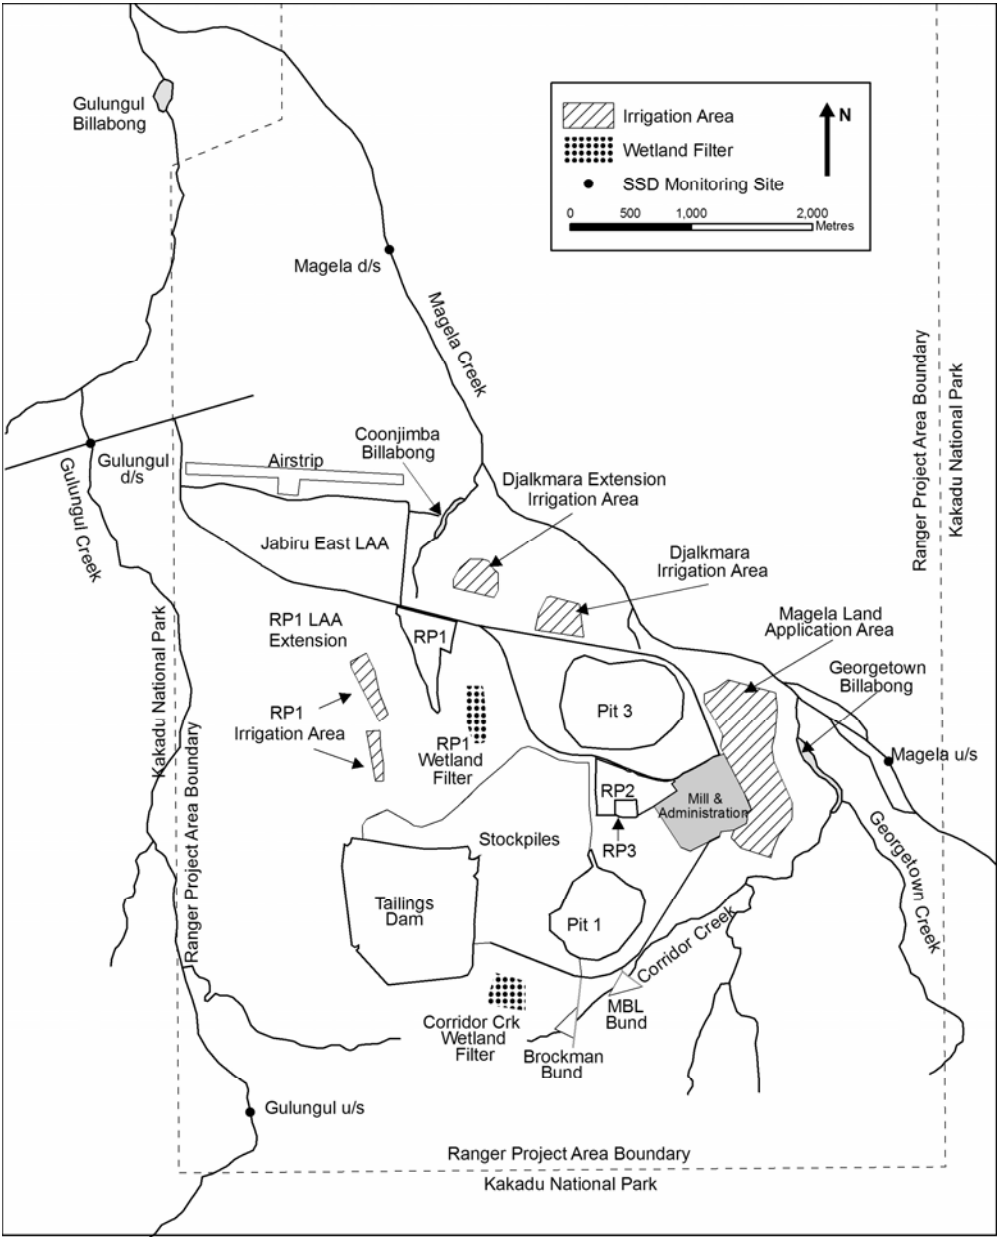 Gulungul
Billabong
Irrigation Area
Wetland Filter
SSD Monitoring Site
N
0 500 1,000 2,000
Metres
Magela d/s
Magela Creek
Ranger Project Area Boundary
Kakadu National Park
Coonjimba
Billabong
Gulungul
d/s
Airstrip
Gulungul Creek
Djalkmara Extension
Irrigation Area
Jabiru East LAA
Djalkmara
Irrigation Area
RP1 LAA
Extension
RP1
Magela Land
Application Area
Georgetown
Billabong
Kakadu National Park
Ranger Project Area Boundary
RP1
Irrigation Area
RP1
Wetland
Filter
Pit 3
Magela u/s
RP2
Mill &
Administration
RP3
Stockpiles
Georgetown Creek
Tailings
Dam
Pit 1
Corridor Creek
MBL
Bund
Corridor Crk
Wetland
Filter
Brockman
Bund
Gulungul u/s
Ranger Project Area Boundary
Kakadu National Park